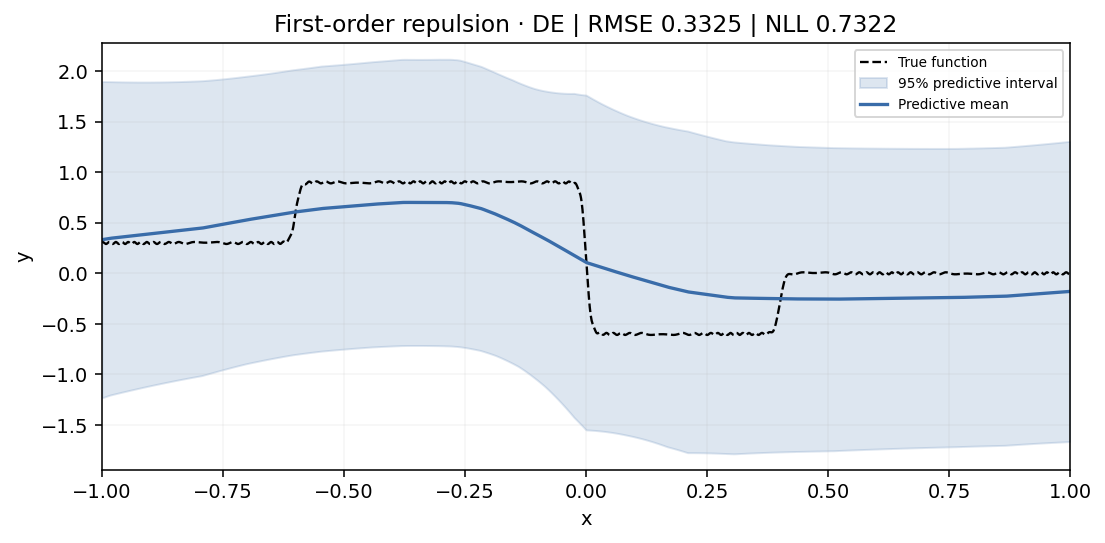 First-order repulsion · DE | RMSE 0.3325 | NLL 0.7322
True function
95% predictive interval
Predictive mean
y
2.0
1.5
1.0
0.5
0.0
−0.5
−1.0
−1.5
−1.00 −0.75 −0.50 −0.25 0.00 0.25 0.50 0.75 1.00
x